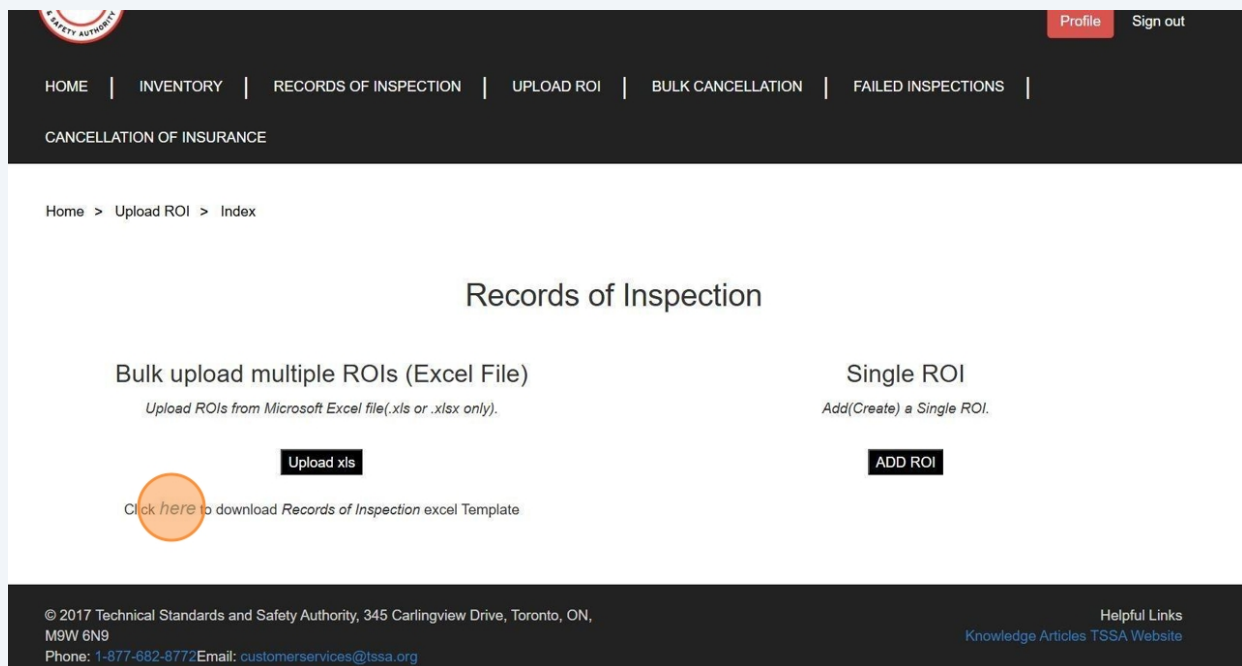 & SAFETY AUTHORITY
Profile Sign out
HOME | INVENTORY | RECORDS OF INSPECTION | UPLOAD ROI | BULK CANCELLATION | FAILED INSPECTIONS |
CANCELLATION OF INSURANCE
Home > Upload ROI > Index
Records of Inspection
Bulk upload multiple ROIs (Excel File)
Single ROI
Upload ROIs from Microsoft Excel file(.xls or .xlsx only).
Add(Create) a Single ROI.
Upload xls
ADD ROI
Click here to download Records of Inspection excel Template
© 2017 Technical Standards and Safety Authority, 345 Carlingview Drive, Toronto, ON,
M9W 6N9
Phone: 1-877-682-8772Email: customerservices@tssa.org
Helpful Links
Knowledge Articles TSSA Website